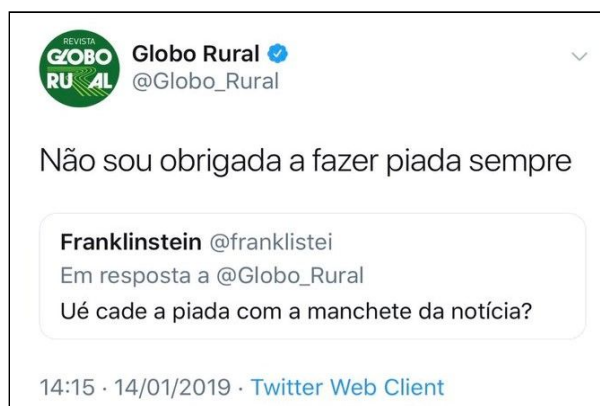 REVISTA
GLOBO
RURAL
Globo Rural
@Globo_Rural
Não sou obrigada a fazer piada sempre
Franklinstein @franklistei
Em resposta a @Globo_Rural
Ué cade a piada com a manchete da notícia?
14:15 · 14/01/2019 · Twitter Web Client